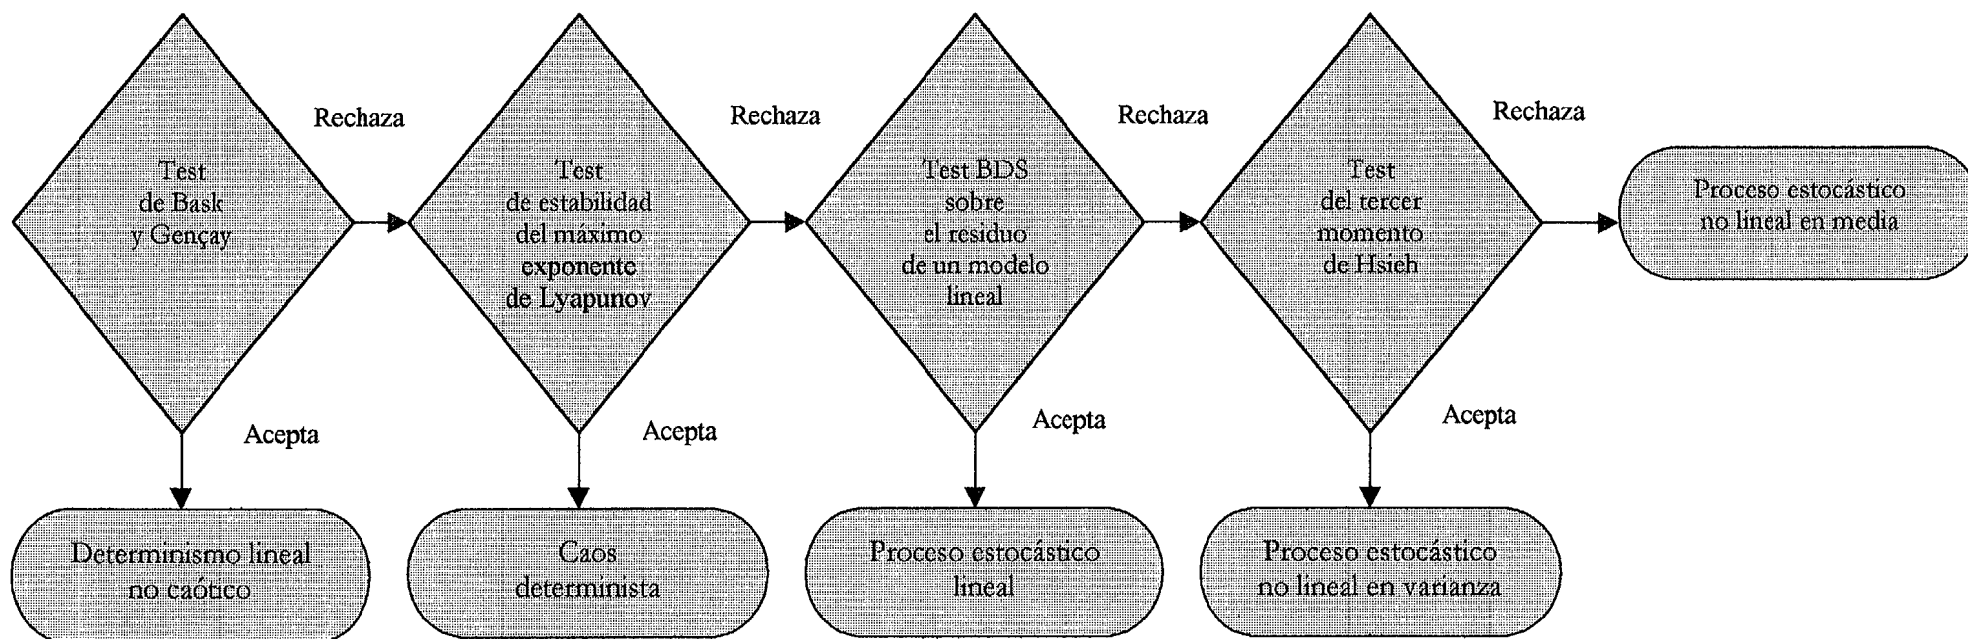 Test
de Bask
y Gençay
Rechaza
Acepta
Determinismo lineal
no caótico
Test
de estabilidad
del máximo
exponente
de Lyapunov
Rechaza
Acepta
Caos
determinista
Test BDS
sobre
el residuo
de un modelo
lineal
Rechaza
Acepta
Proceso estocástico
lineal
Test
del tercer
momento
de Hsieh
Rechaza
Acepta
Proceso estocástico
no lineal en varianza
Proceso estocástico
no lineal en media